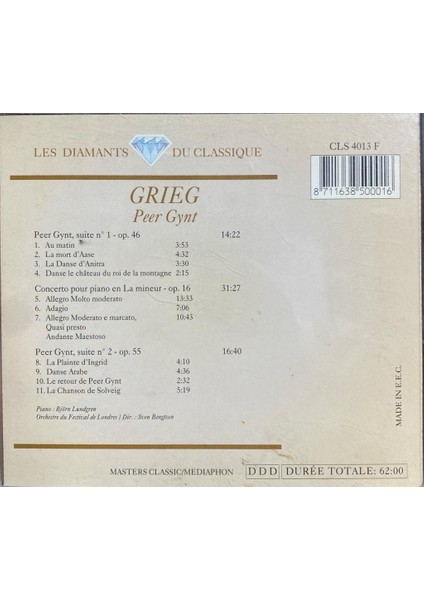 CLS 4013 F
LES DIAMANTS DU CLASSIQUE
8 711638 500016
GRIEG
Peer Gynt
Peer Gynt, suite n° 1 - op. 46 14:22
1. Au matin 3:53
2. La mort d'Aase 4:32
3. La Danse d'Anitra 3:30
4. Danse le château du roi de la montagne 2:15
Concerto pour piano en La mineur - op. 16 31:27
5. Allegro Molto moderato 13:33
6. Adagio 7:06
7. Allegro Moderato e marcato, 10:43
Quasi presto
Andante Maestoso
Peer Gynt, suite n° 2 - op. 55 16:40
8. La Plainte d'Ingrid 4:10
9. Danse Arabe 4:36
10. Le retour de Peer Gynt 2:32
11. La Chanson de Solveig 5:19
Piano : Björn Lundgren
Orchestre du Festival de Londres / Dir. : Sven Bengtson
MADE IN E.E.C.
MASTERS CLASSIC/MEDIAPHON DDD DURÉE TOTALE: 62:00